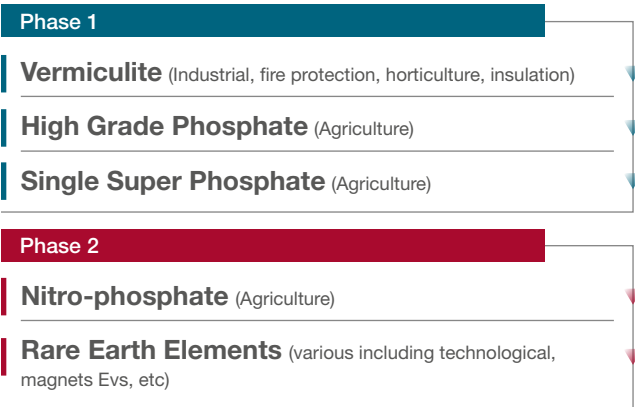 Phase 1
Vermiculite (Industrial, fire protection, horticulture, insulation)
High Grade Phosphate (Agriculture)
Single Super Phosphate (Agriculture)
Phase 2
Nitro-phosphate (Agriculture)
Rare Earth Elements (various including technological,
magnets Evs, etc)